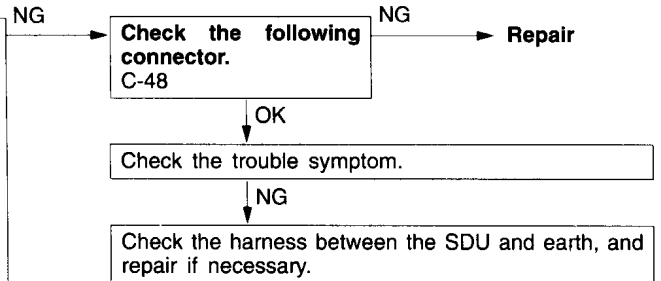 NG
Check the following
connector.
C-48
NG
Repair
OK
Check the trouble symptom.
NG
Check the harness between the SDU and earth, and
repair if necessary.